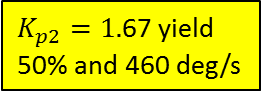 K_{p2} = 1.67 yield
50% and 460 deg/s